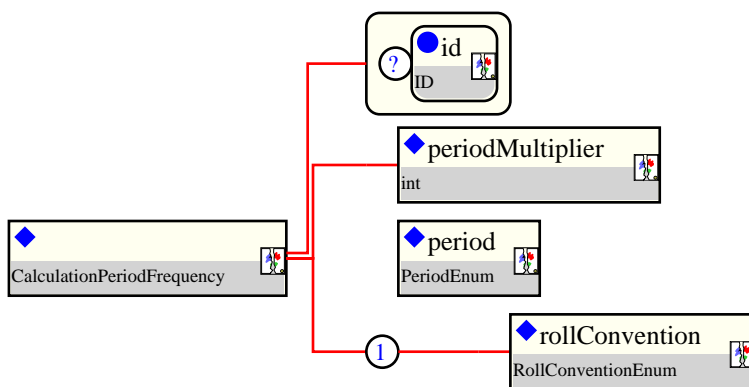 id
?
ID
periodMultiplier
int
CalculationPeriodFrequency
period
PeriodEnum
1
rollConvention
RollConventionEnum